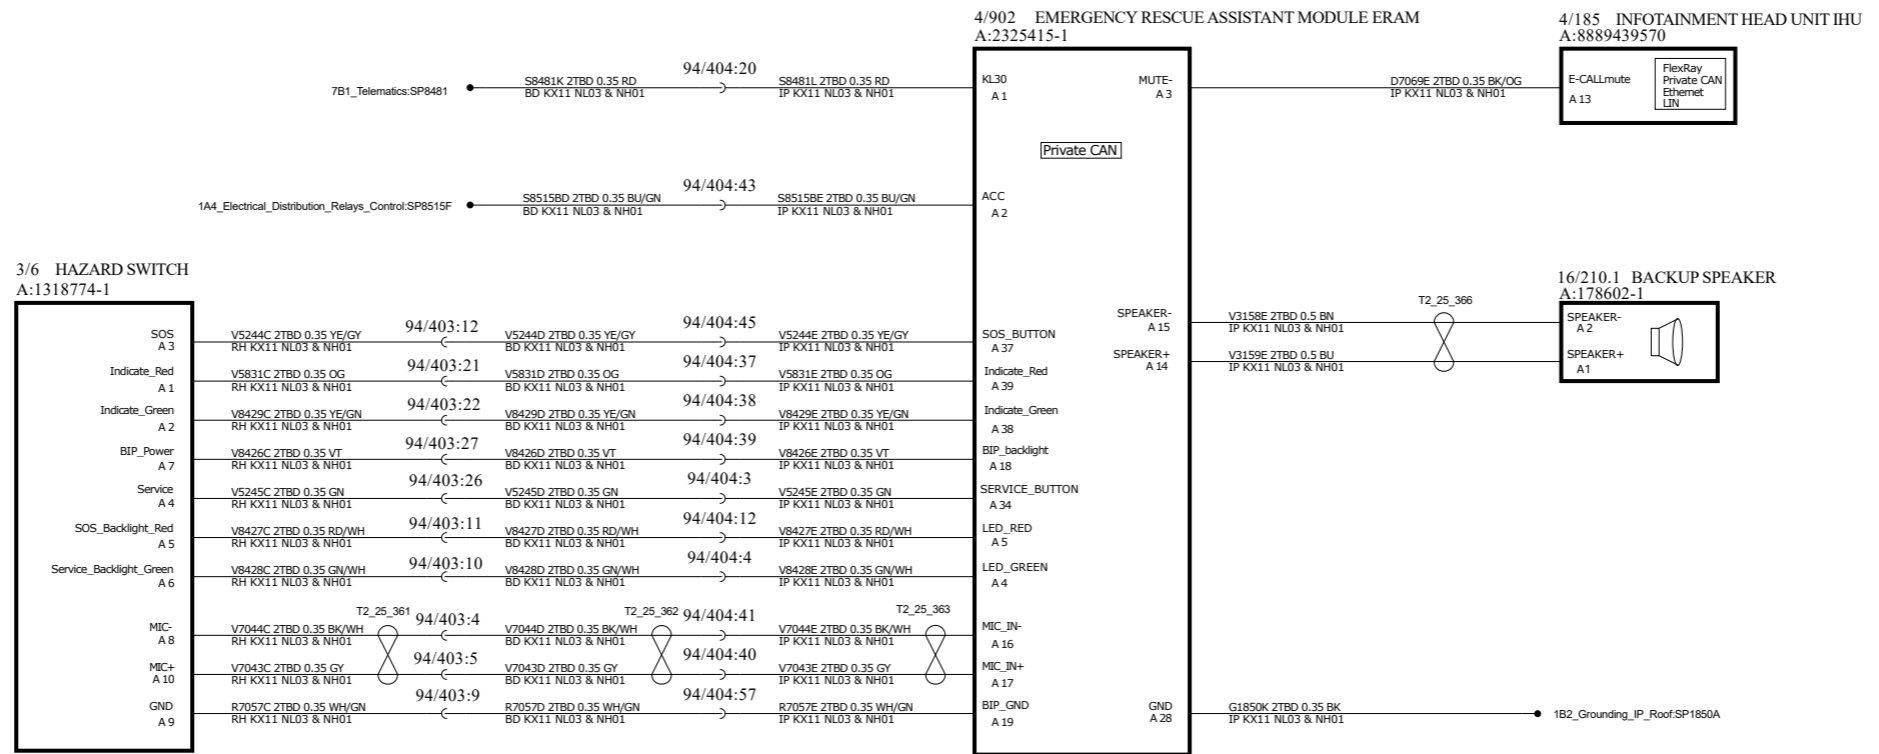 4/902 EMERGENCY RESCUE ASSISTANT MODULE ERAM
A:2325415-1
4/185 INFOTAINMENT HEAD UNIT IHU
A:8889439570
7B1_Telematics:SP8481
S8481K 2TBD 0.35 RD
BD KX11 NL03 & NH01
94/404:20
S8481L 2TBD 0.35 RD
IP KX11 NL03 & NH01
KL30
A 1
MUTE-
A 3
D7069E 2TBD 0.35 BK/OG
IP KX11 NL03 & NH01
E-CALLmute
A 13
FlexRay
Private CAN
Ethernet
LIN
Private CAN
1A4_Electrical_Distribution_Relays_Control:SP8515F
S8515BD 2TBD 0.35 BU/GN
BD KX11 NL03 & NH01
94/404:43
S8515BE 2TBD 0.35 BU/GN
IP KX11 NL03 & NH01
ACC
A 2
3/6 HAZARD SWITCH
A:1318774-1
16/210.1 BACKUP SPEAKER
A:178602-1
SPEAKER-
A 15
V3158E 2TBD 0.5 BN
IP KX11 NL03 & NH01
T2_25_366
SPEAKER-
A 2
SPEAKER+
A 14
V3159E 2TBD 0.5 BU
IP KX11 NL03 & NH01
SPEAKER+
A1
SOS
A 3
V5244C 2TBD 0.35 YE/GY
RH KX11 NL03 & NH01
94/403:12
V5244D 2TBD 0.35 YE/GY
BD KX11 NL03 & NH01
94/404:45
V5244E 2TBD 0.35 YE/GY
IP KX11 NL03 & NH01
SOS_BUTTON
A 37
Indicate_Red
A 1
V5831C 2TBD 0.35 OG
RH KX11 NL03 & NH01
94/403:21
V5831D 2TBD 0.35 OG
BD KX11 NL03 & NH01
94/404:37
V5831E 2TBD 0.35 OG
IP KX11 NL03 & NH01
Indicate_Red
A 39
Indicate_Green
A 2
V8429C 2TBD 0.35 YE/GN
RH KX11 NL03 & NH01
94/403:22
V8429D 2TBD 0.35 YE/GN
BD KX11 NL03 & NH01
94/404:38
V8429E 2TBD 0.35 YE/GN
IP KX11 NL03 & NH01
Indicate_Green
A 38
BIP_Power
A 7
V8426C 2TBD 0.35 VT
RH KX11 NL03 & NH01
94/403:27
V8426D 2TBD 0.35 VT
BD KX11 NL03 & NH01
94/404:39
V8426E 2TBD 0.35 VT
IP KX11 NL03 & NH01
BIP_backlight
A 18
Service
A 4
V5245C 2TBD 0.35 GN
RH KX11 NL03 & NH01
94/403:26
V5245D 2TBD 0.35 GN
BD KX11 NL03 & NH01
94/404:3
V5245E 2TBD 0.35 GN
IP KX11 NL03 & NH01
SERVICE_BUTTON
A 34
SOS_Backlight_Red
A 5
V8427C 2TBD 0.35 RD/WH
RH KX11 NL03 & NH01
94/403:11
V8427D 2TBD 0.35 RD/WH
BD KX11 NL03 & NH01
94/404:12
V8427E 2TBD 0.35 RD/WH
IP KX11 NL03 & NH01
LED_RED
A 5
Service_Backlight_Green
A 6
V8428C 2TBD 0.35 GN/WH
RH KX11 NL03 & NH01
94/403:10
V8428D 2TBD 0.35 GN/WH
BD KX11 NL03 & NH01
94/404:4
V8428E 2TBD 0.35 GN/WH
IP KX11 NL03 & NH01
LED_GREEN
A 4
T2_25_361
T2_25_362
T2_25_363
MIC-
A 8
V7044C 2TBD 0.35 BK/WH
RH KX11 NL03 & NH01
94/403:4
V7044D 2TBD 0.35 BK/WH
BD KX11 NL03 & NH01
94/404:41
V7044E 2TBD 0.35 BK/WH
IP KX11 NL03 & NH01
MIC_IN-
A 16
MIC+
A 10
V7043C 2TBD 0.35 GY
RH KX11 NL03 & NH01
94/403:5
V7043D 2TBD 0.35 GY
BD KX11 NL03 & NH01
94/404:40
V7043E 2TBD 0.35 GY
IP KX11 NL03 & NH01
MIC_IN+
A 17
GND
A 9
R7057C 2TBD 0.35 WH/GN
RH KX11 NL03 & NH01
94/403:9
R7057D 2TBD 0.35 WH/GN
BD KX11 NL03 & NH01
94/404:57
R7057E 2TBD 0.35 WH/GN
IP KX11 NL03 & NH01
BIP_GND
A 19
GND
A 28
G1850K 2TBD 0.35 BK
IP KX11 NL03 & NH01
1B2_Grounding_IP_Roof:SP1850A